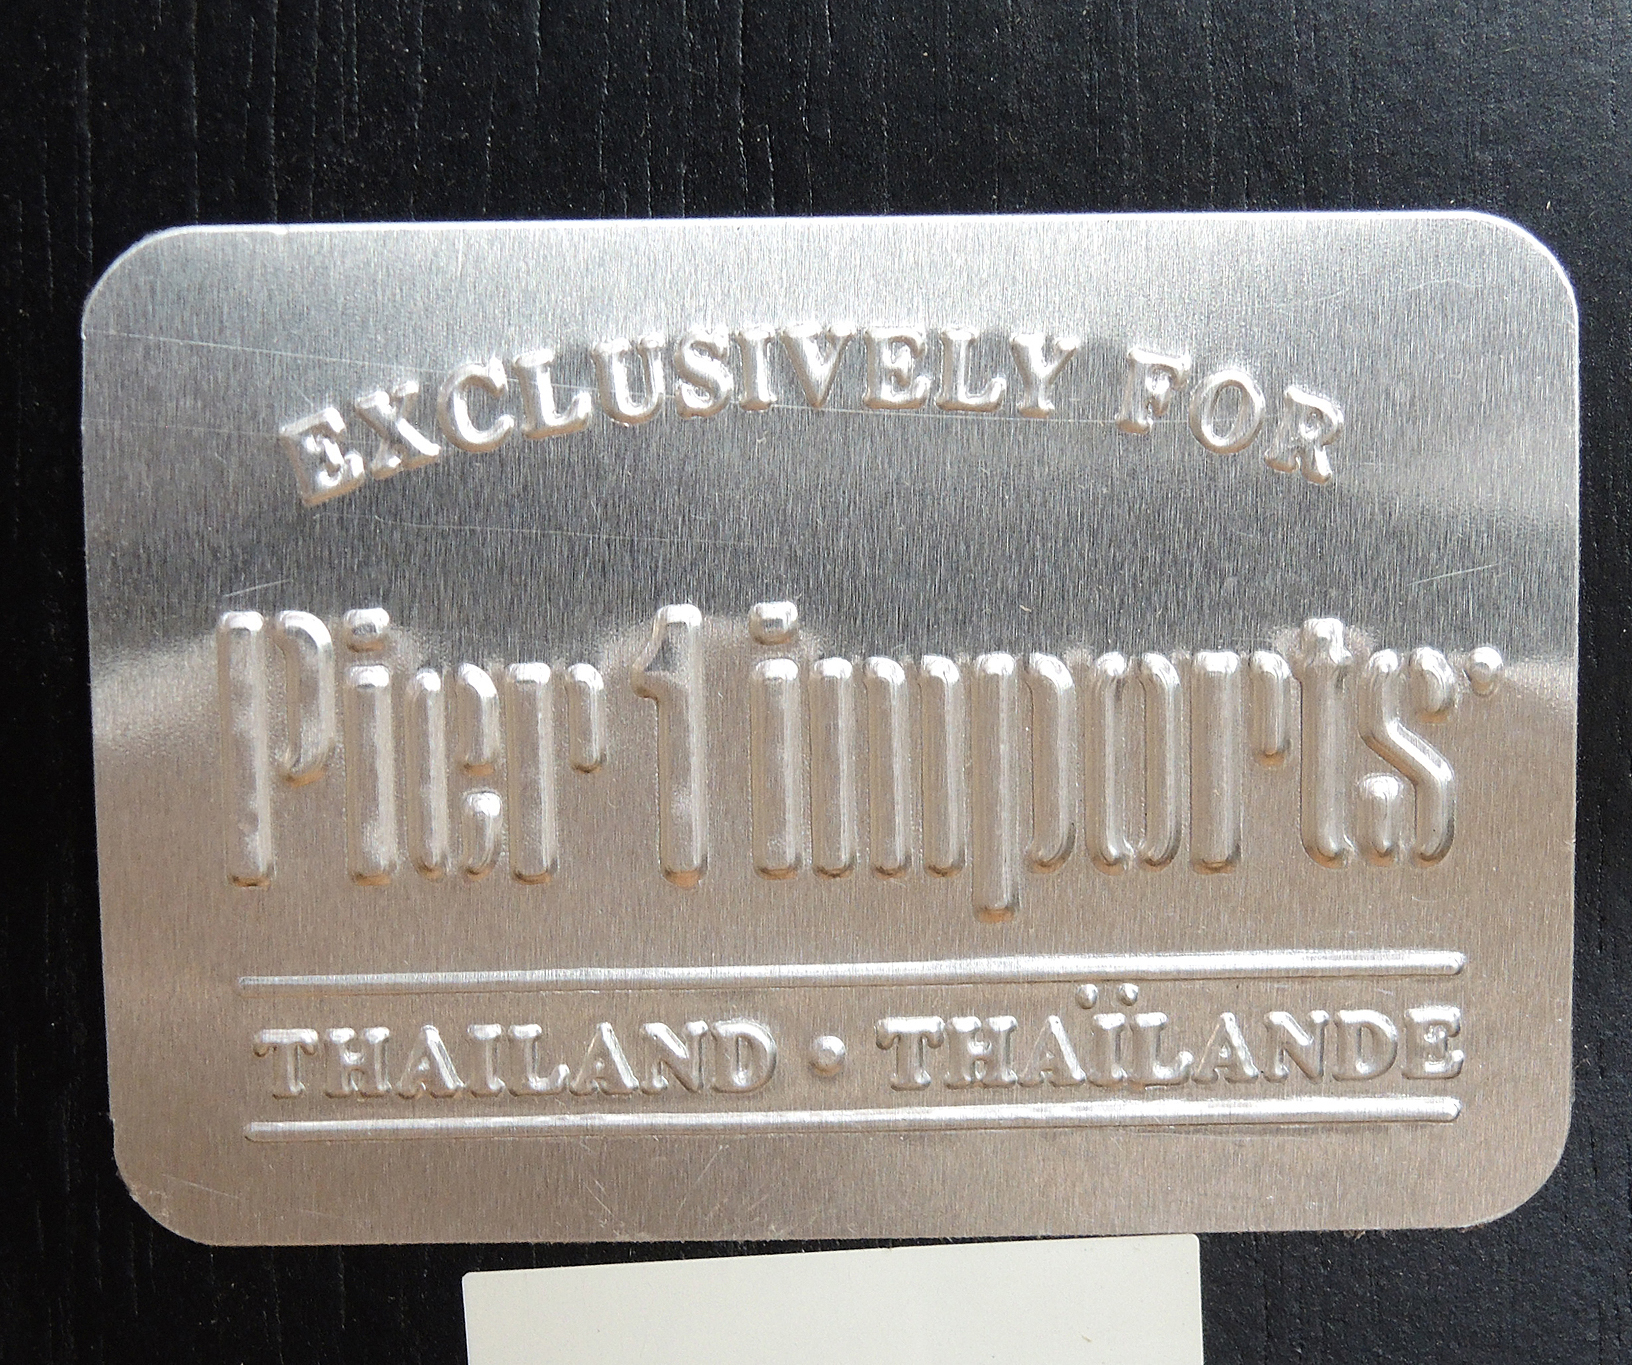 EXCLUSIVELY FOR
Pier 1 imports
THAILAND • THAÏLANDE